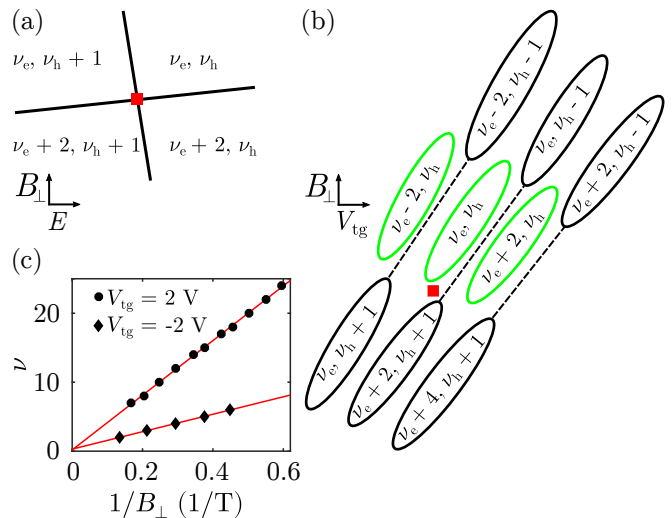 (a)
νe, νh + 1
νe, νh
νe + 2, νh + 1
νe + 2, νh
B⊥
E
(b)
νe - 2, νh - 1
νe, νh - 1
νe + 2, νh - 1
νe - 2, νh
νe, νh
νe + 2, νh
νe, νh + 1
νe + 2, νh + 1
νe + 4, νh + 1
B⊥
Vtg
(c)
Vtg = 2 V
Vtg = -2 V
20
10
0
ν
0
0.2
0.4
0.6
1/B⊥ (1/T)